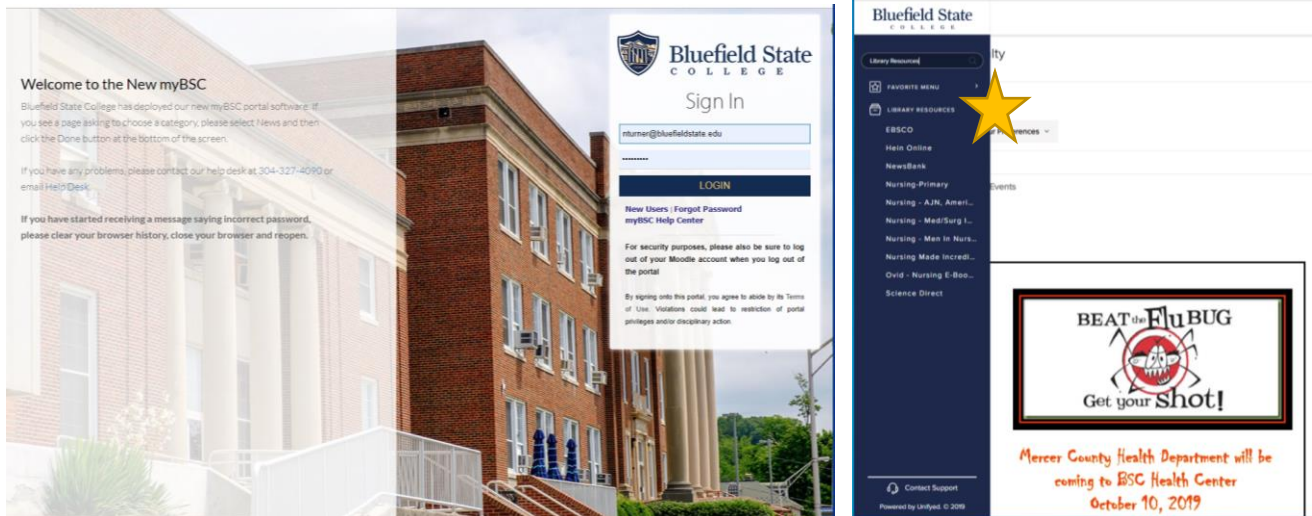 Welcome to the New myBSC
Bluefield State College has deployed our new myBSC portal software. If
you see a page asking to choose a category, please select News and then
click the Done button at the bottom of the screen.
If you have any problems, please contact our help desk at 304-327-4090 or
email Help Desk.
If you have started receiving a message saying incorrect password,
please clear your browser history, close your browser and reopen.
Bluefield State
COLLEGE
Sign In
nturner@bluefieldstate.edu
LOGIN
New Users | Forgot Password
myBSC Help Center
For security purposes, please also be sure to log
out of your Moodle account when you log out of
the portal
By signing onto this portal, you agree to abide by its Terms
of Use. Violations could lead to restriction of portal
privileges and/or disciplinary action.
Bluefield State
COLLEGE
Library Resources
FAVORITE MENU
LIBRARY RESOURCES
EBSCO
Hein Online
NewsBank
Nursing-Primary
Nursing - AJN, Ameri...
Nursing - Med/Surg I...
Nursing - Men In Nurs...
Nursing Made Incredi...
Ovid - Nursing E-Boo...
Science Direct
Contact Support
Powered by Unifyed. © 2019
lty
Events
BEAT the Flu BUG
Get your Shot!
Mercer County Health Department will be
coming to BSC Health Center
October 10, 2019